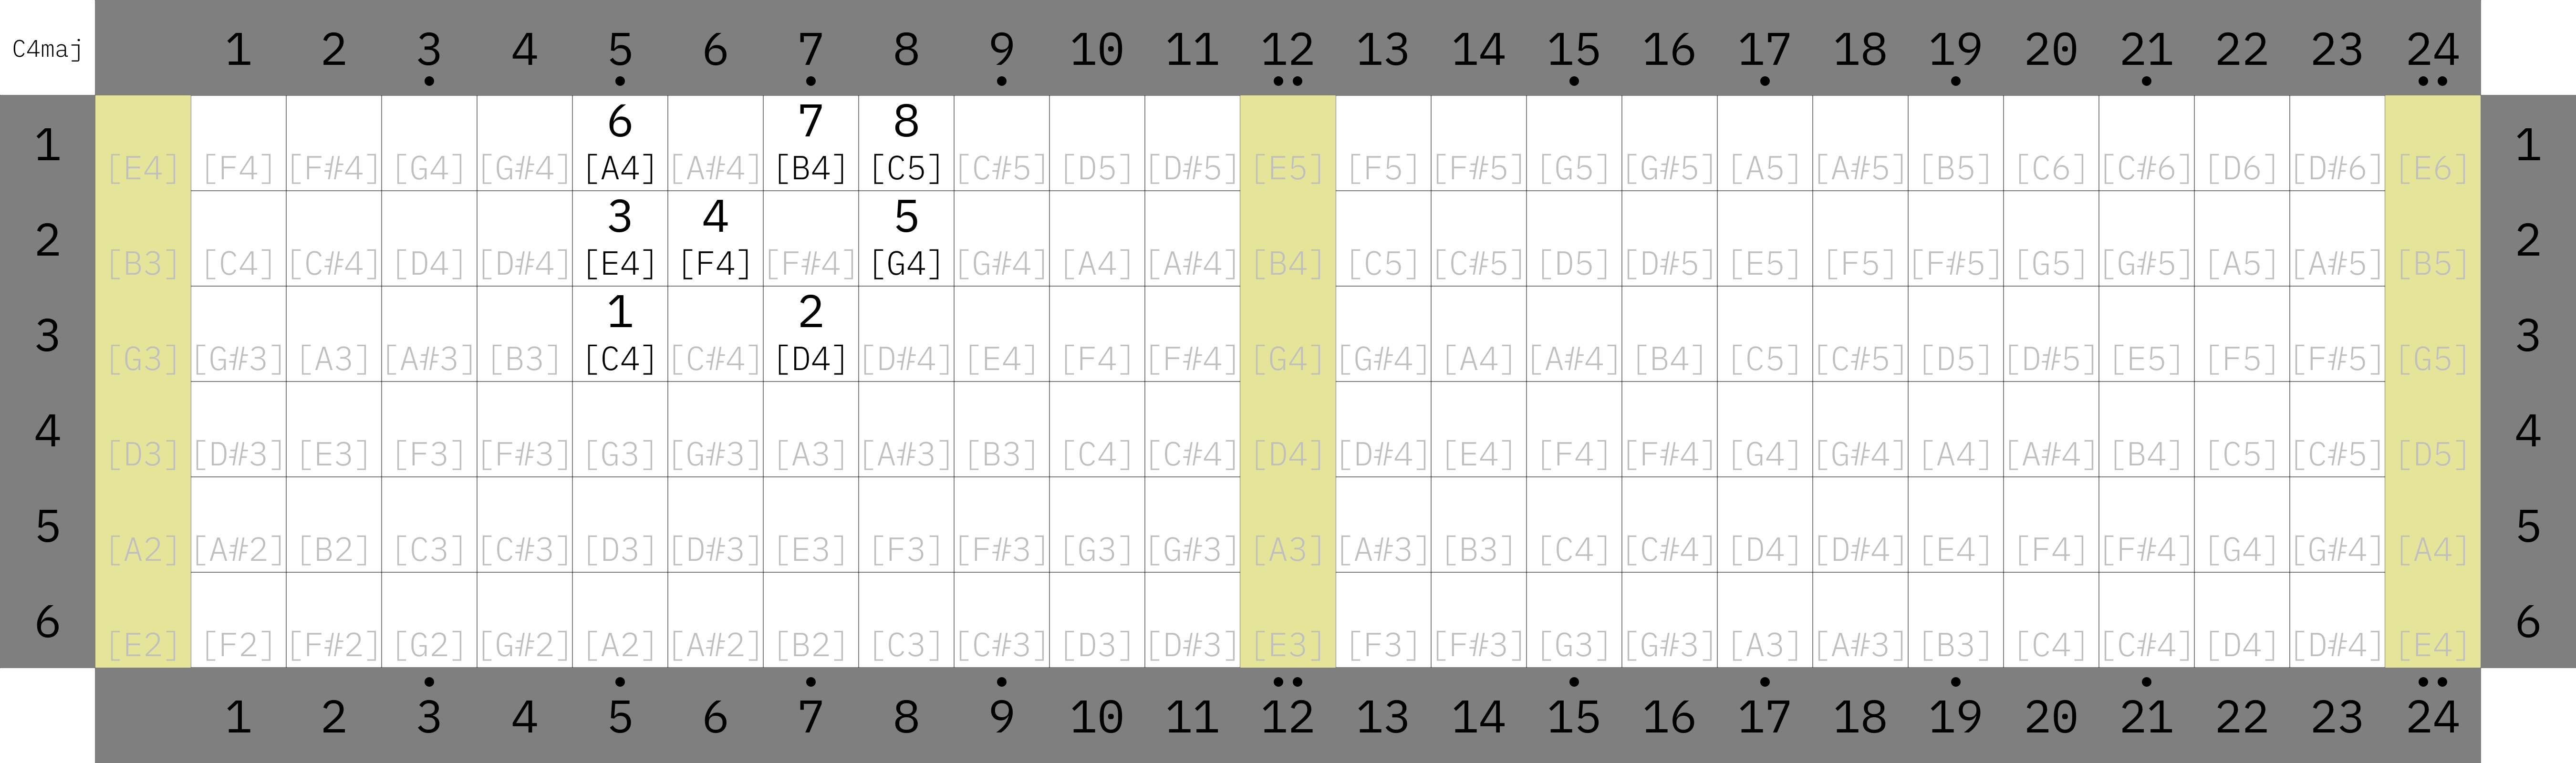 C4maj 1 2 3 4 5 6 7 8 9 10 11 12 13 14 15 16 17 18 19 20 21 22 23 24
6 7 8
1 [E4] [F4] [F#4] [G4] [G#4] [A4] [A#4] [B4] [C5] [C#5] [D5] [D#5] [E5] [F5] [F#5] [G5] [G#5] [A5] [A#5] [B5] [C6] [C#6] [D6] [D#6] [E6] 1
3 4 5
2 [B3] [C4] [C#4] [D4] [D#4] [E4] [F4] [F#4] [G4] [G#4] [A4] [A#4] [B4] [C5] [C#5] [D5] [D#5] [E5] [F5] [F#5] [G5] [G#5] [A5] [A#5] [B5] 2
1 2
3 [G3] [G#3] [A3] [A#3] [B3] [C4] [C#4] [D4] [D#4] [E4] [F4] [F#4] [G4] [G#4] [A4] [A#4] [B4] [C5] [C#5] [D5] [D#5] [E5] [F5] [F#5] [G5] 3
4 [D3] [D#3] [E3] [F3] [F#3] [G3] [G#3] [A3] [A#3] [B3] [C4] [C#4] [D4] [D#4] [E4] [F4] [F#4] [G4] [G#4] [A4] [A#4] [B4] [C5] [C#5] [D5] 4
5 [A2] [A#2] [B2] [C3] [C#3] [D3] [D#3] [E3] [F3] [F#3] [G3] [G#3] [A3] [A#3] [B3] [C4] [C#4] [D4] [D#4] [E4] [F4] [F#4] [G4] [G#4] [A4] 5
6 [E2] [F2] [F#2] [G2] [G#2] [A2] [A#2] [B2] [C3] [C#3] [D3] [D#3] [E3] [F3] [F#3] [G3] [G#3] [A3] [A#3] [B3] [C4] [C#4] [D4] [D#4] [E4] 6
1 2 3 4 5 6 7 8 9 10 11 12 13 14 15 16 17 18 19 20 21 22 23 24